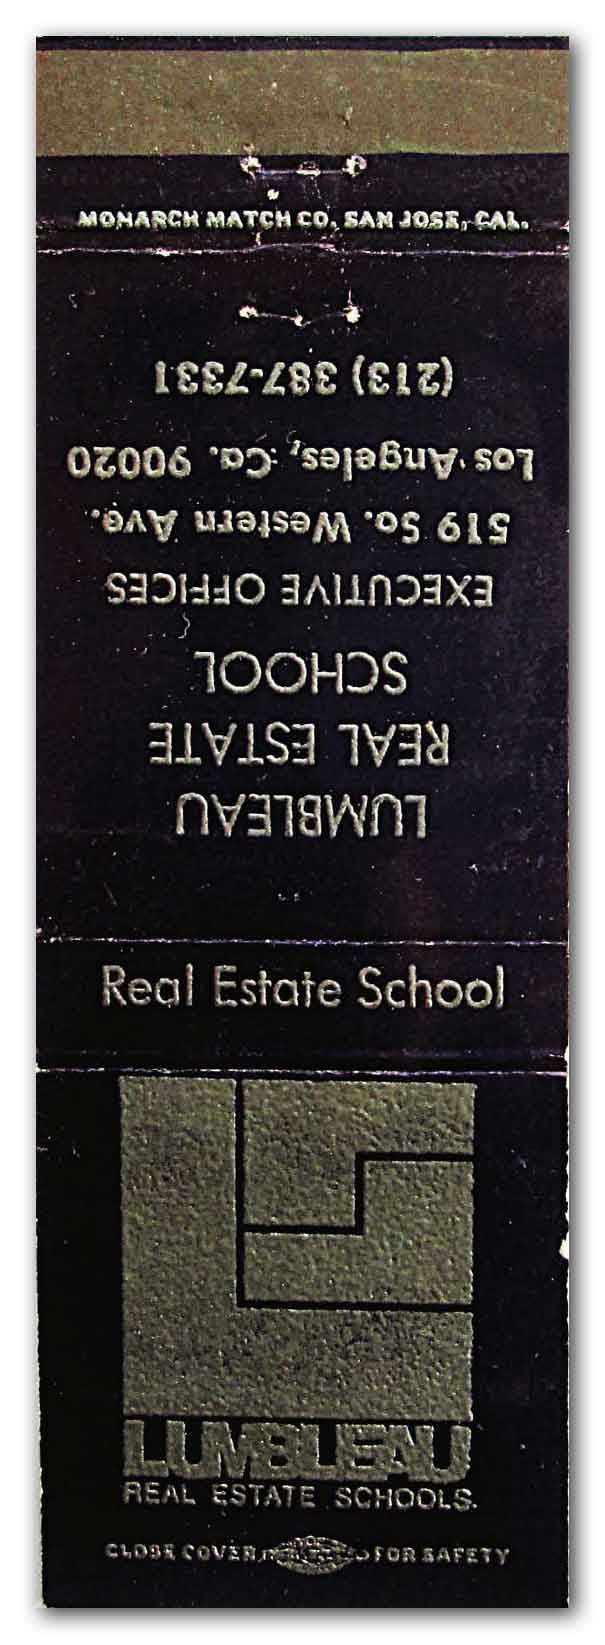 MONARCH MATCH CO. SAN JOSE, CAL.
LUMBLEAU
REAL ESTATE
SCHOOL
EXECUTIVE OFFICES
519 So. Western Ave.
Los Angeles, Ca. 90020
(213) 387-7331
Real Estate School
LUMBLEAU
REAL ESTATE SCHOOLS.
CLOSE COVER FOR SAFETY